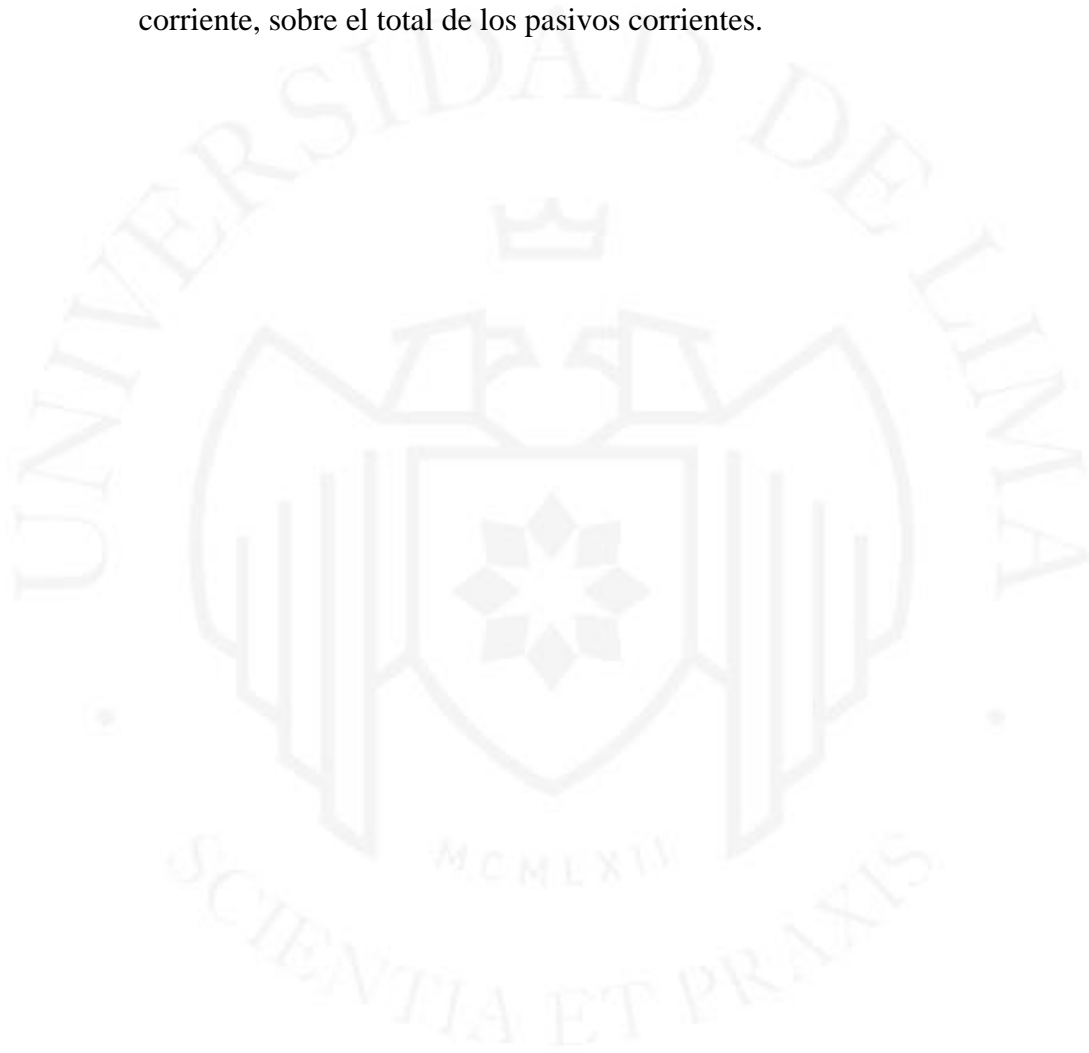 corriente, sobre el total de los pasivos corrientes.
UNIVERSIDAD DE LIMA
MCMLXII
SCIENTIA ET PRAXIS